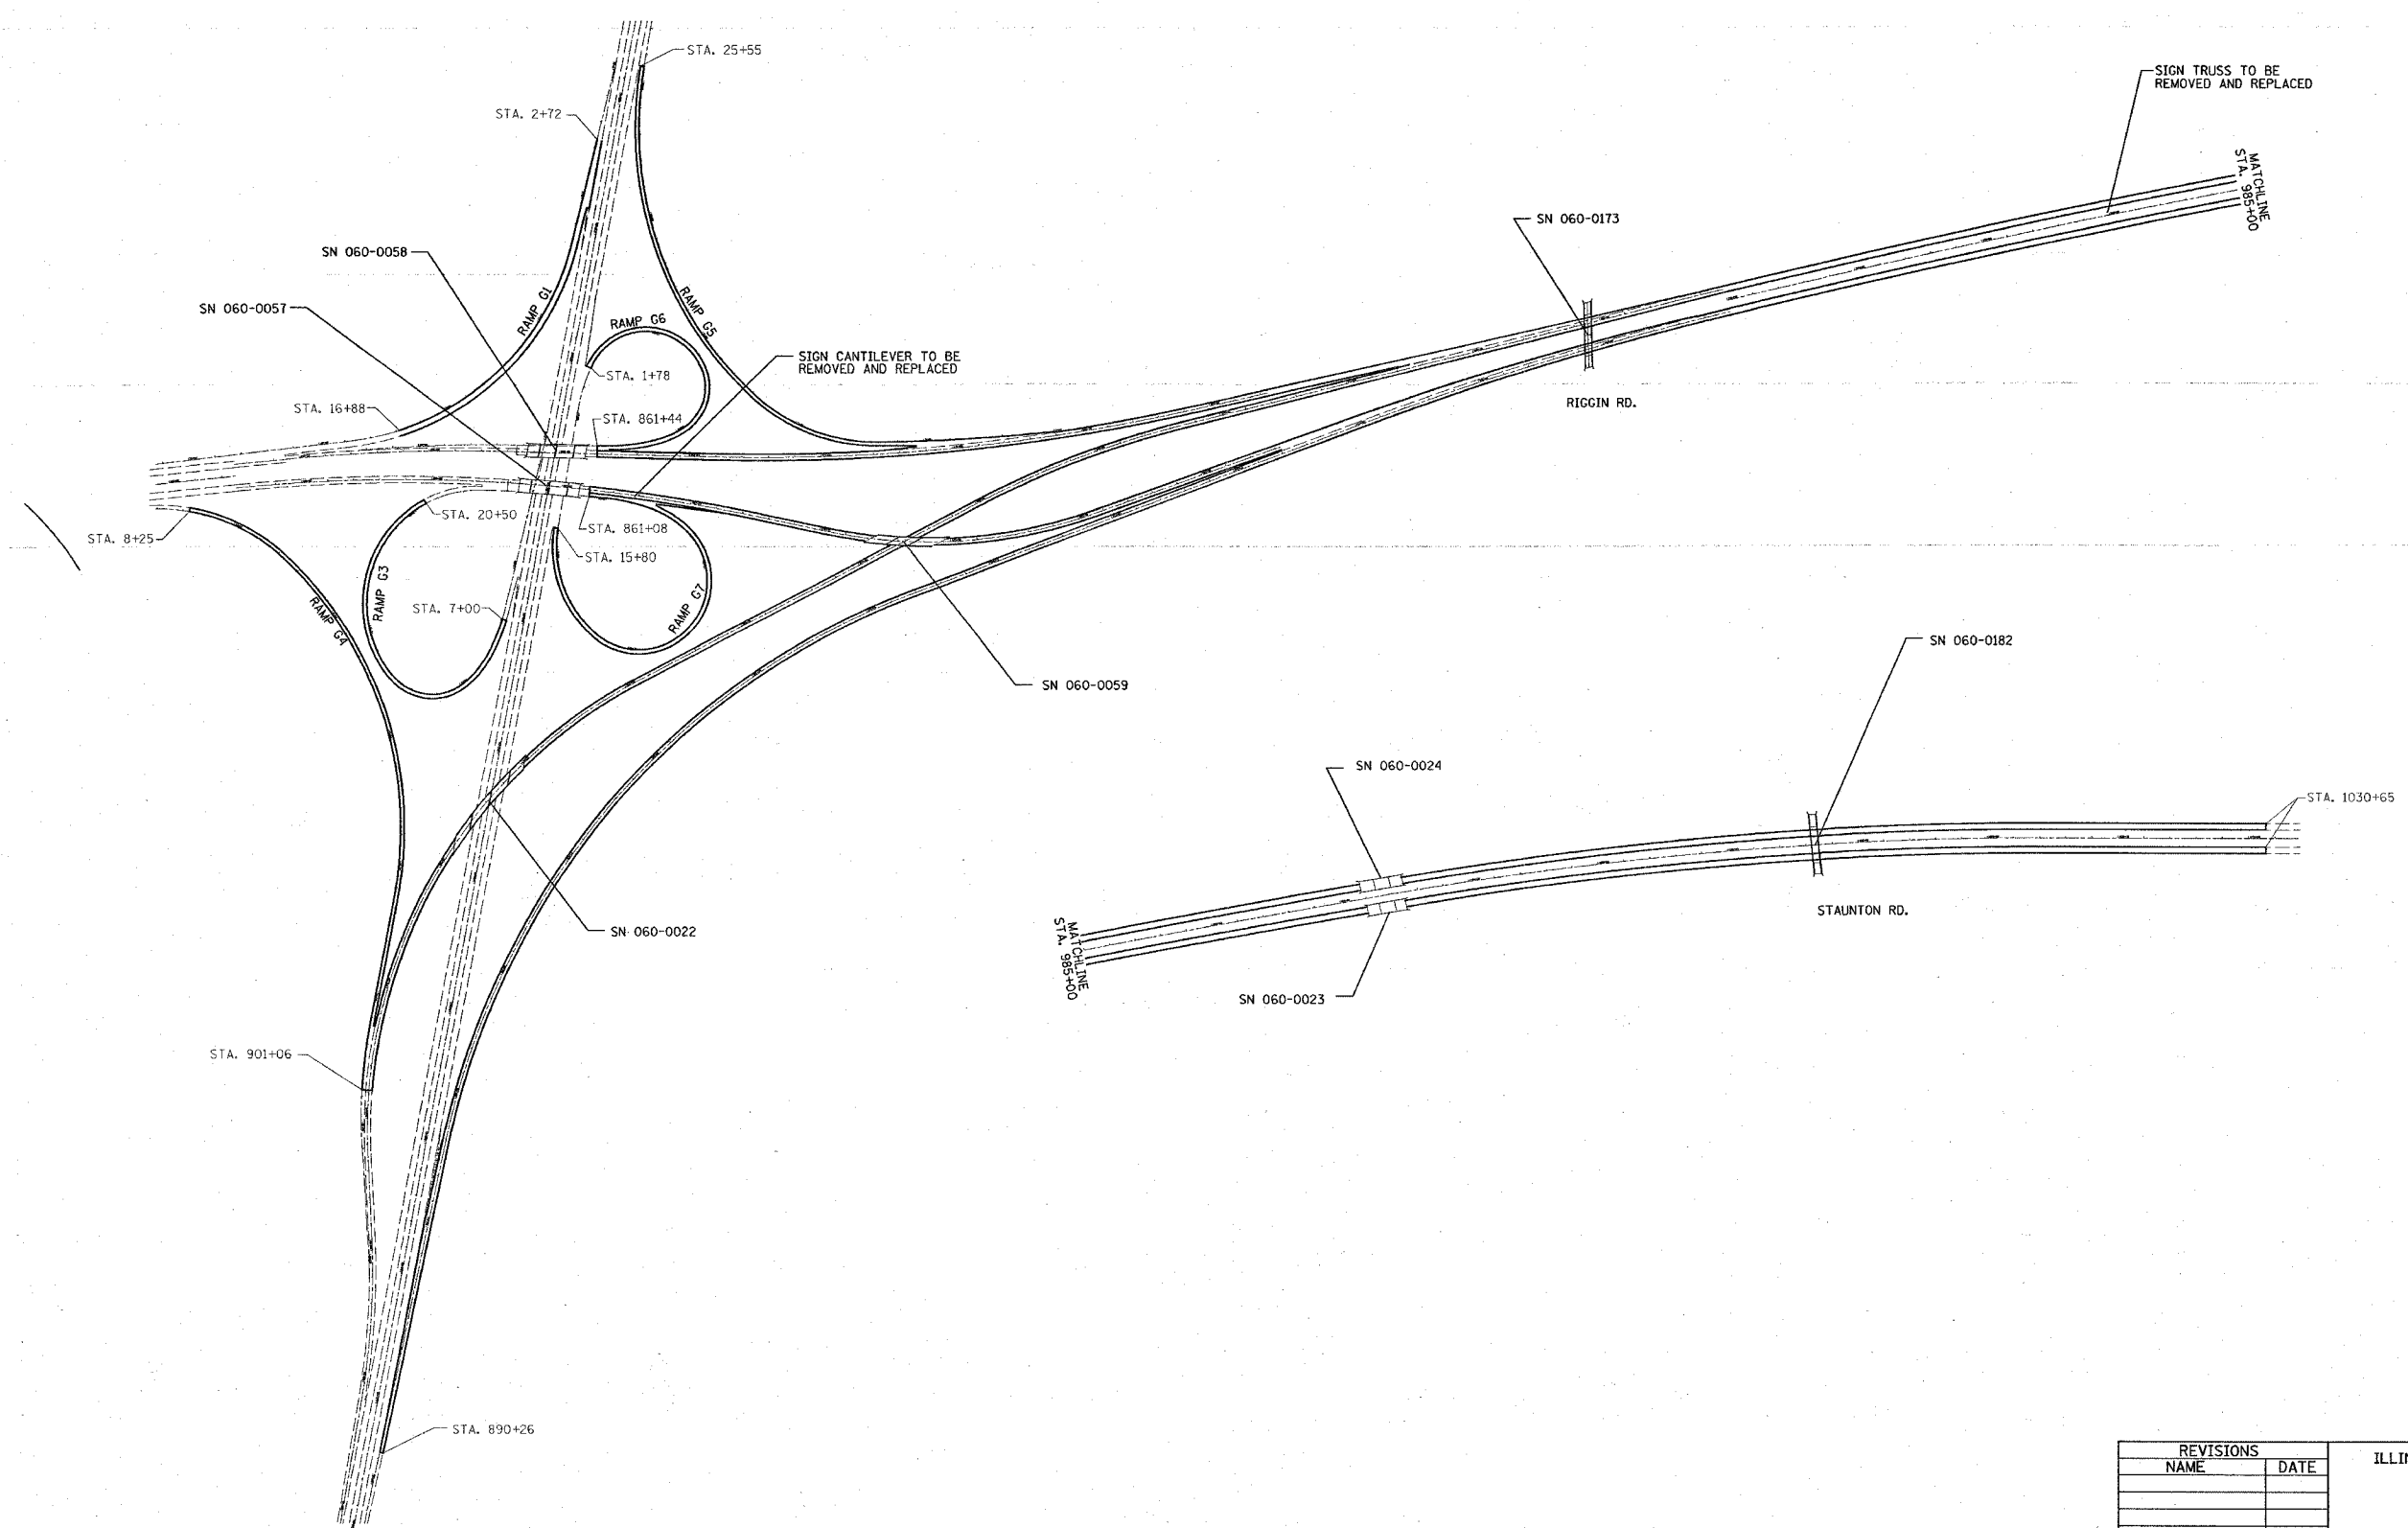 STA. 25+55
SIGN TRUSS TO BE
REMOVED AND REPLACED
STA. 2+72
MATCHLINE
STA. 985+00
SN 060-0173
SN 060-0058
RAMP G1
RAMP G5
SN 060-0057
RAMP G6
SIGN CANTILEVER TO BE
REMOVED AND REPLACED
STA. 1+78
RIGGIN RD.
STA. 16+88
STA. 861+44
STA. 20+50
STA. 861+08
STA. 8+25
STA. 15+80
RAMP G3
RAMP G4
STA. 7+00
RAMP G7
SN 060-0059
SN 060-0182
SN 060-0024
STA. 1030+65
STAUNTON RD.
SN 060-0022
MATCHLINE
STA. 985+00
SN 060-0023
STA. 901+06
STA. 890+26
REVISIONS
NAME DATE
ILLIN